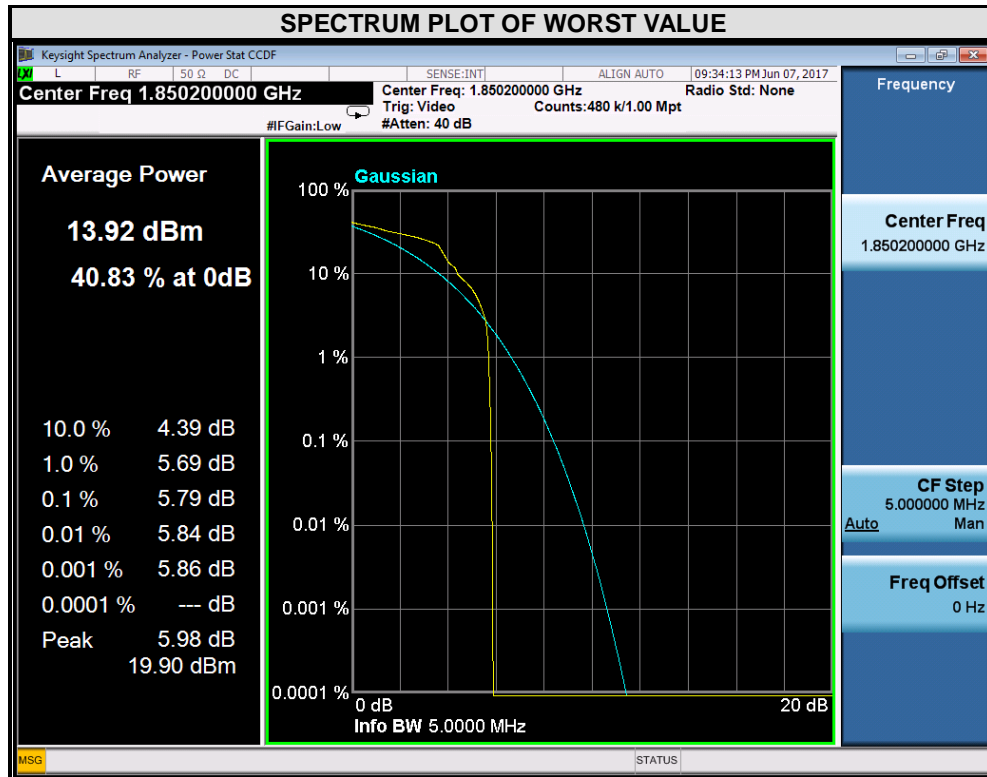 SPECTRUM PLOT OF WORST VALUE
Keysight Spectrum Analyzer - Power Stat CCDF
LXI L RF 50 Ω DC SENSE:INT ALIGN AUTO 09:34:13 PM Jun 07, 2017
Center Freq 1.850200000 GHz
Center Freq: 1.850200000 GHz Radio Std: None
Trig: Video Counts:480 k/1.00 Mpt
#IFGain:Low #Atten: 40 dB
Frequency
Average Power
13.92 dBm
40.83 % at 0dB
10.0 % 4.39 dB
1.0 % 5.69 dB
0.1 % 5.79 dB
0.01 % 5.84 dB
0.001 % 5.86 dB
0.0001 % --- dB
Peak 5.98 dB
19.90 dBm
Gaussian
100 %
10 %
1 %
0.1 %
0.01 %
0.001 %
0.0001 %
0 dB 20 dB
Info BW 5.0000 MHz
Center Freq
1.850200000 GHz
CF Step
5.000000 MHz
Auto Man
Freq Offset
0 Hz
MSG STATUS